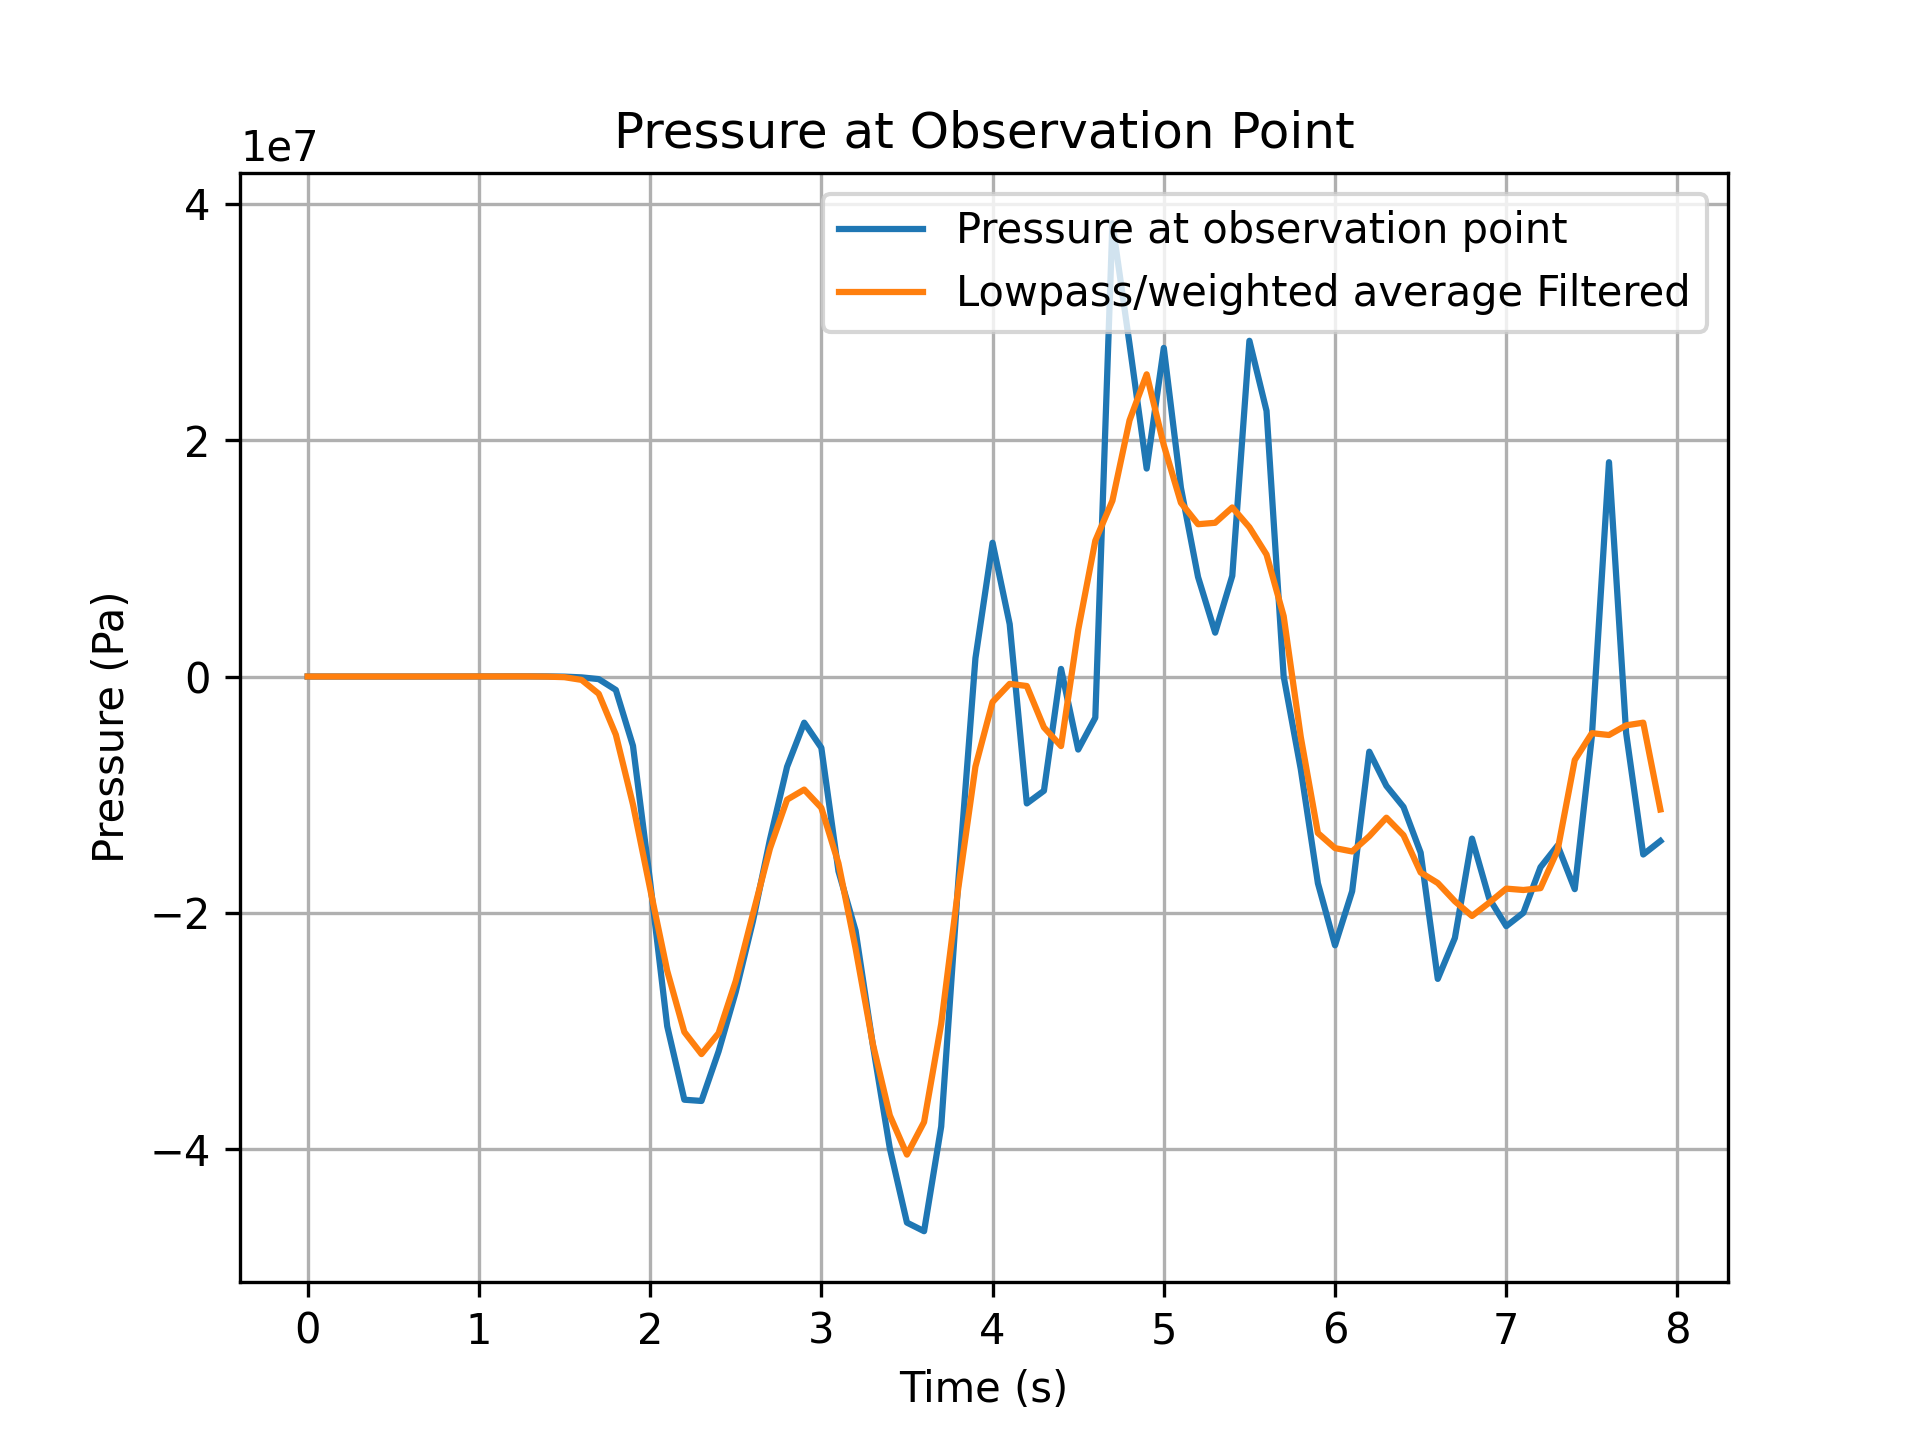 Pressure at Observation Point
1e7
Pressure at observation point
Lowpass/weighted average Filtered
4
2
0
−2
−4
Pressure (Pa)
0 1 2 3 4 5 6 7 8
Time (s)